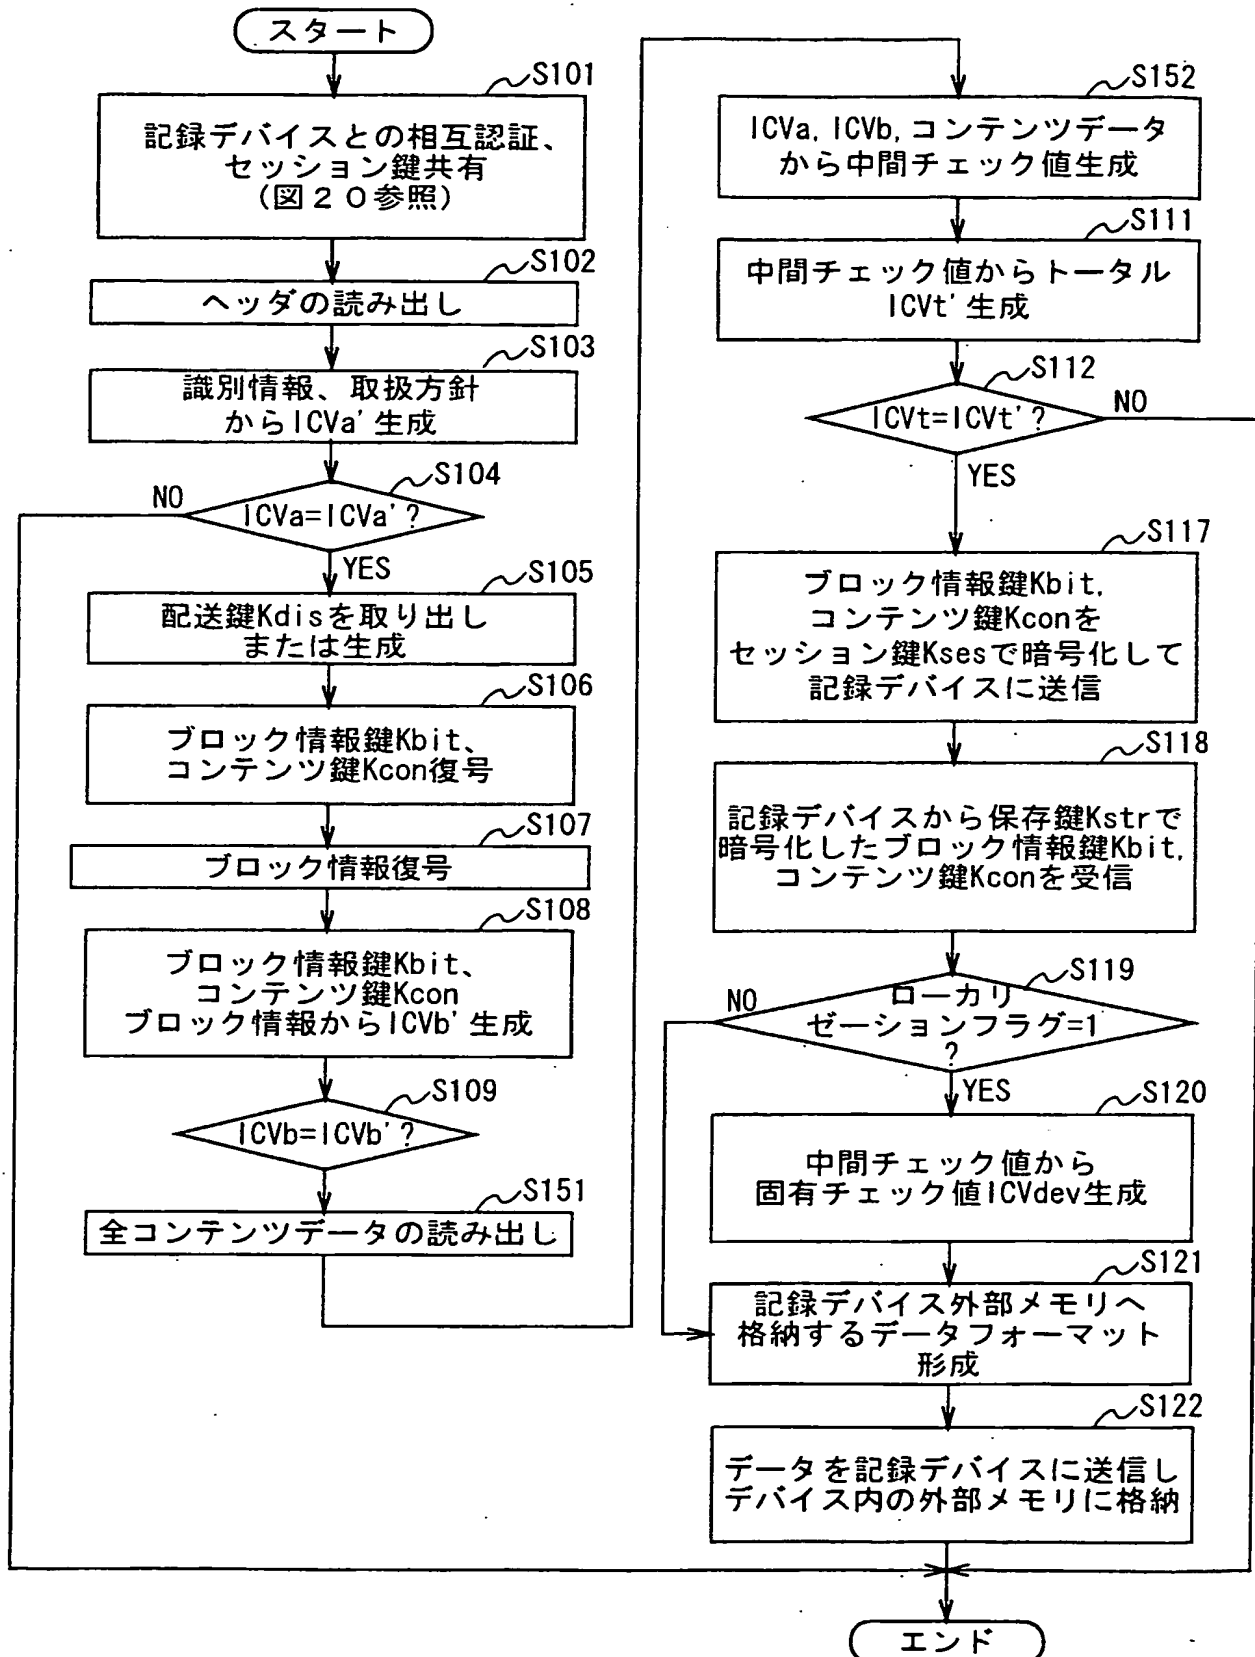 スタート
S101
記録デバイスとの相互認証、
セッション鍵共有
(図20参照)
S102
ヘッダの読み出し
S103
識別情報、取扱方針
からICVa'生成
S104
ICVa=ICVa'?
NO
YES
S105
配送鍵Kdisを取り出し
または生成
S106
ブロック情報鍵Kbit、
コンテンツ鍵Kcon復号
S107
ブロック情報復号
S108
ブロック情報鍵Kbit、
コンテンツ鍵Kcon
ブロック情報からICVb'生成
S109
ICVb=ICVb'?
S151
全コンテンツデータの読み出し
S152
ICVa,ICVb,コンテンツデータ
から中間チェック値生成
S111
中間チェック値からトータル
ICVt'生成
S112
ICVt=ICVt'?
NO
YES
S117
ブロック情報鍵Kbit,
コンテンツ鍵Kconを
セッション鍵Ksesで暗号化して
記録デバイスに送信
S118
記録デバイスから保存鍵Kstrで
暗号化したブロック情報鍵Kbit,
コンテンツ鍵Kconを受信
S119
NO
ローカリ
ゼーションフラグ=1
?
YES
S120
中間チェック値から
固有チェック値ICVdev生成
S121
記録デバイス外部メモリへ
格納するデータフォーマット
形成
S122
データを記録デバイスに送信し
デバイス内の外部メモリに格納
エンド